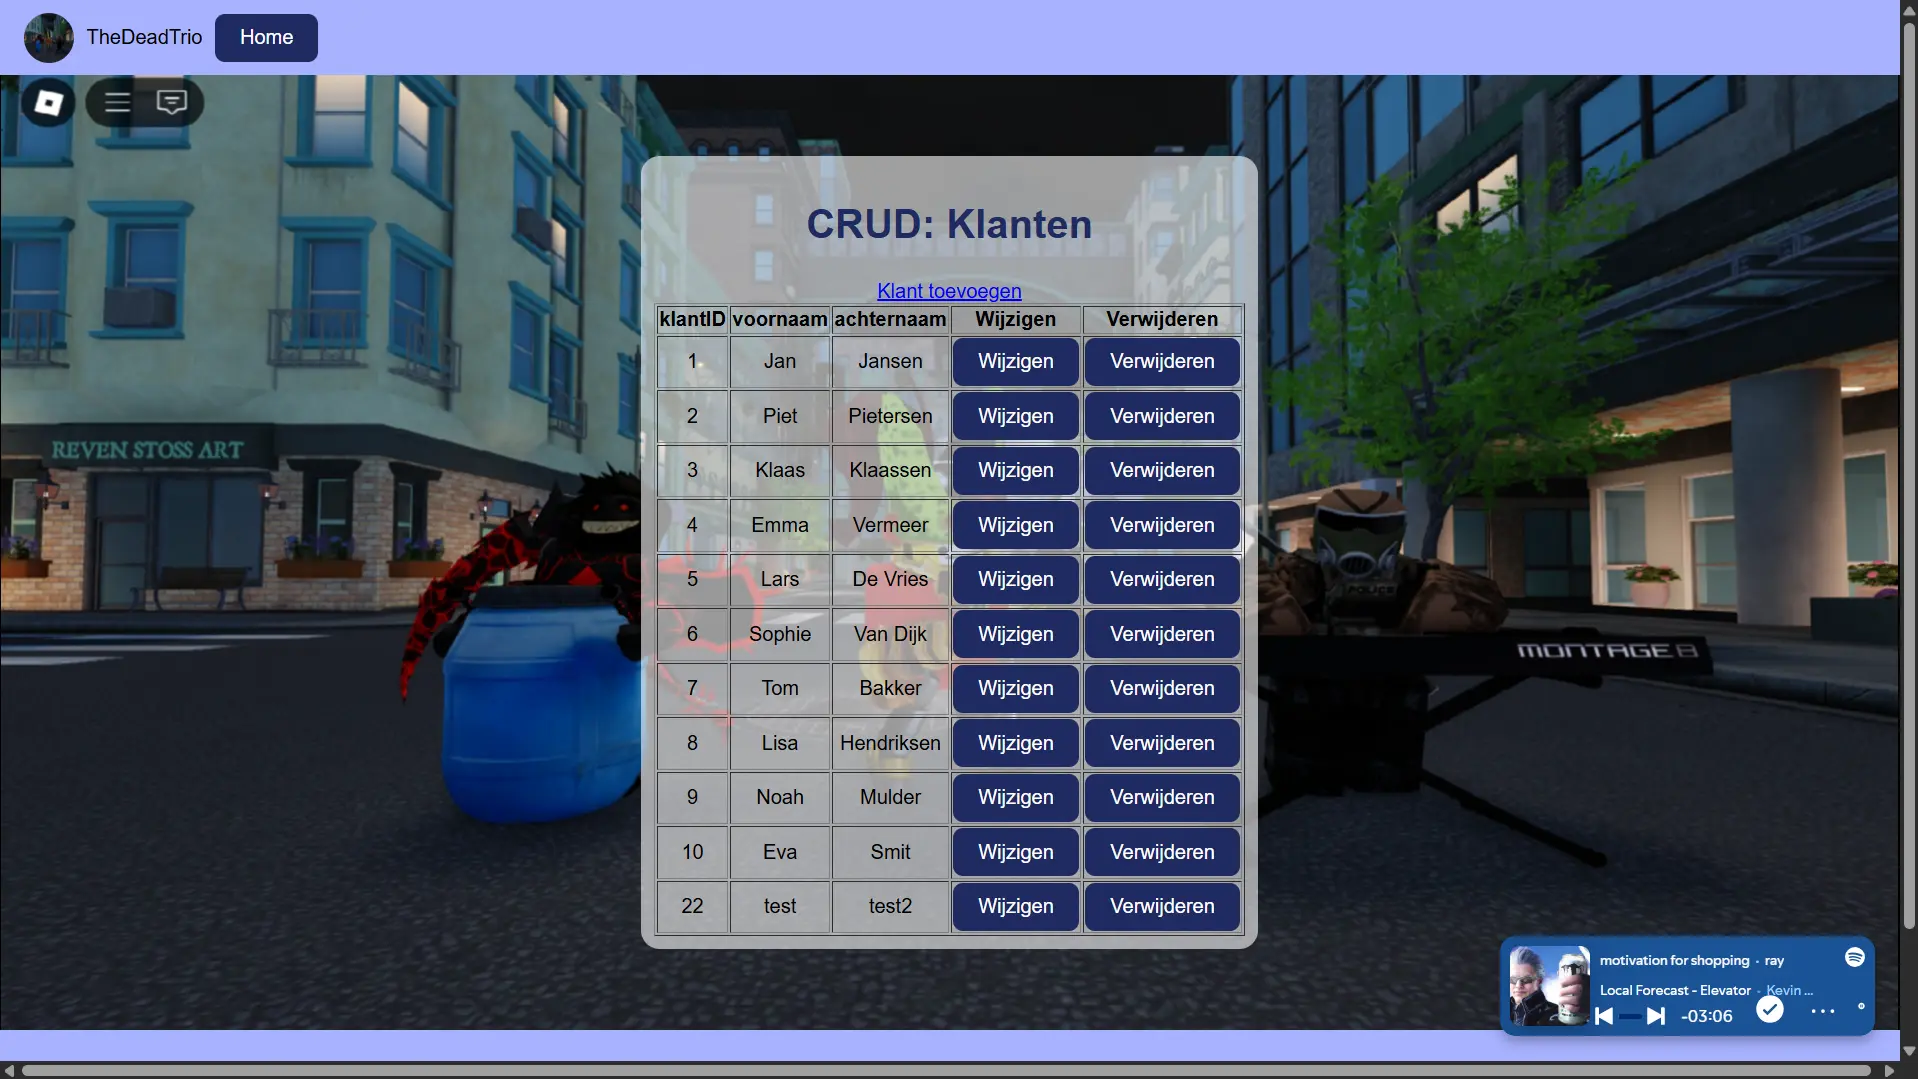 TheDeadTrio Home
CRUD: Klanten
Klant toevoegen
klantID voornaam achternaam Wijzigen Verwijderen
1 Jan Jansen Wijzigen Verwijderen
2 Piet Pietersen Wijzigen Verwijderen
3 Klaas Klaassen Wijzigen Verwijderen
4 Emma Vermeer Wijzigen Verwijderen
5 Lars De Vries Wijzigen Verwijderen
6 Sophie Van Dijk Wijzigen Verwijderen
7 Tom Bakker Wijzigen Verwijderen
8 Lisa Hendriksen Wijzigen Verwijderen
9 Noah Mulder Wijzigen Verwijderen
10 Eva Smit Wijzigen Verwijderen
22 test test2 Wijzigen Verwijderen
REVEN STOSS ART
POLICE
MONTAGE 8
motivation for shopping · ray
Local Forecast - Elevator · Kevin ...
-03:06